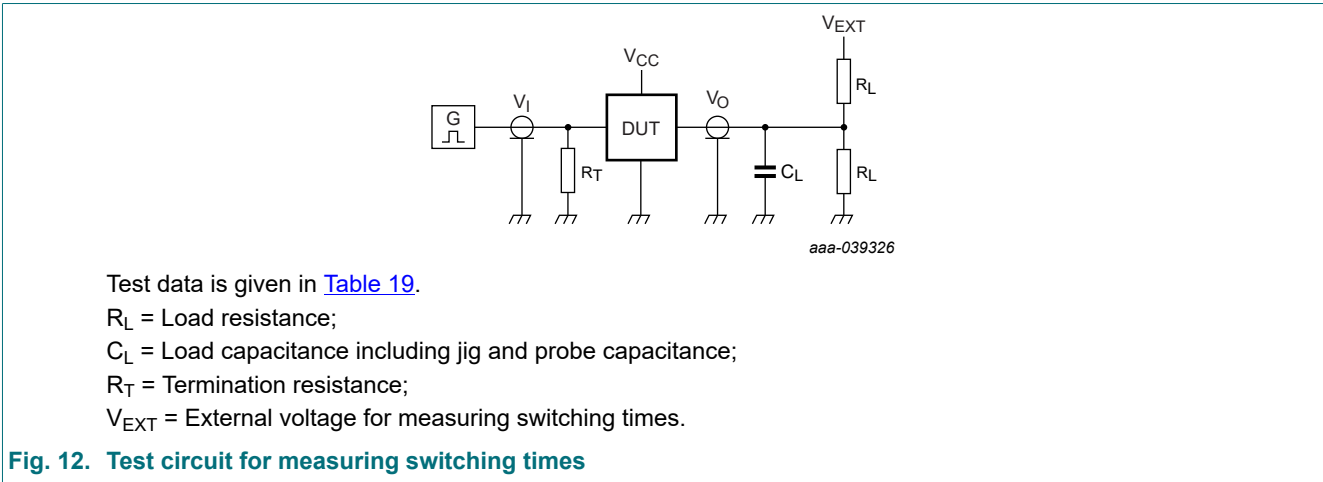 VEXT
VCC
RL
G
VI
DUT
VO
RT
CL
RL
aaa-039326
Test data is given in Table 19.
RL = Load resistance;
CL = Load capacitance including jig and probe capacitance;
RT = Termination resistance;
VEXT = External voltage for measuring switching times.
Fig. 12. Test circuit for measuring switching times